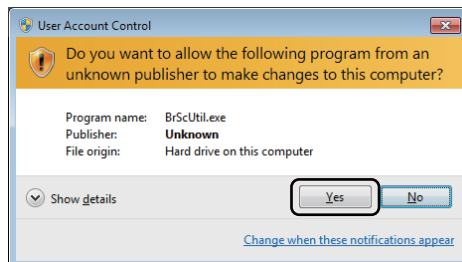 User Account Control
Do you want to allow the following program from an
unknown publisher to make changes to this computer?
Program name: BrScUtil.exe
Publisher: Unknown
File origin: Hard drive on this computer
Show details Yes No
Change when these notifications appear